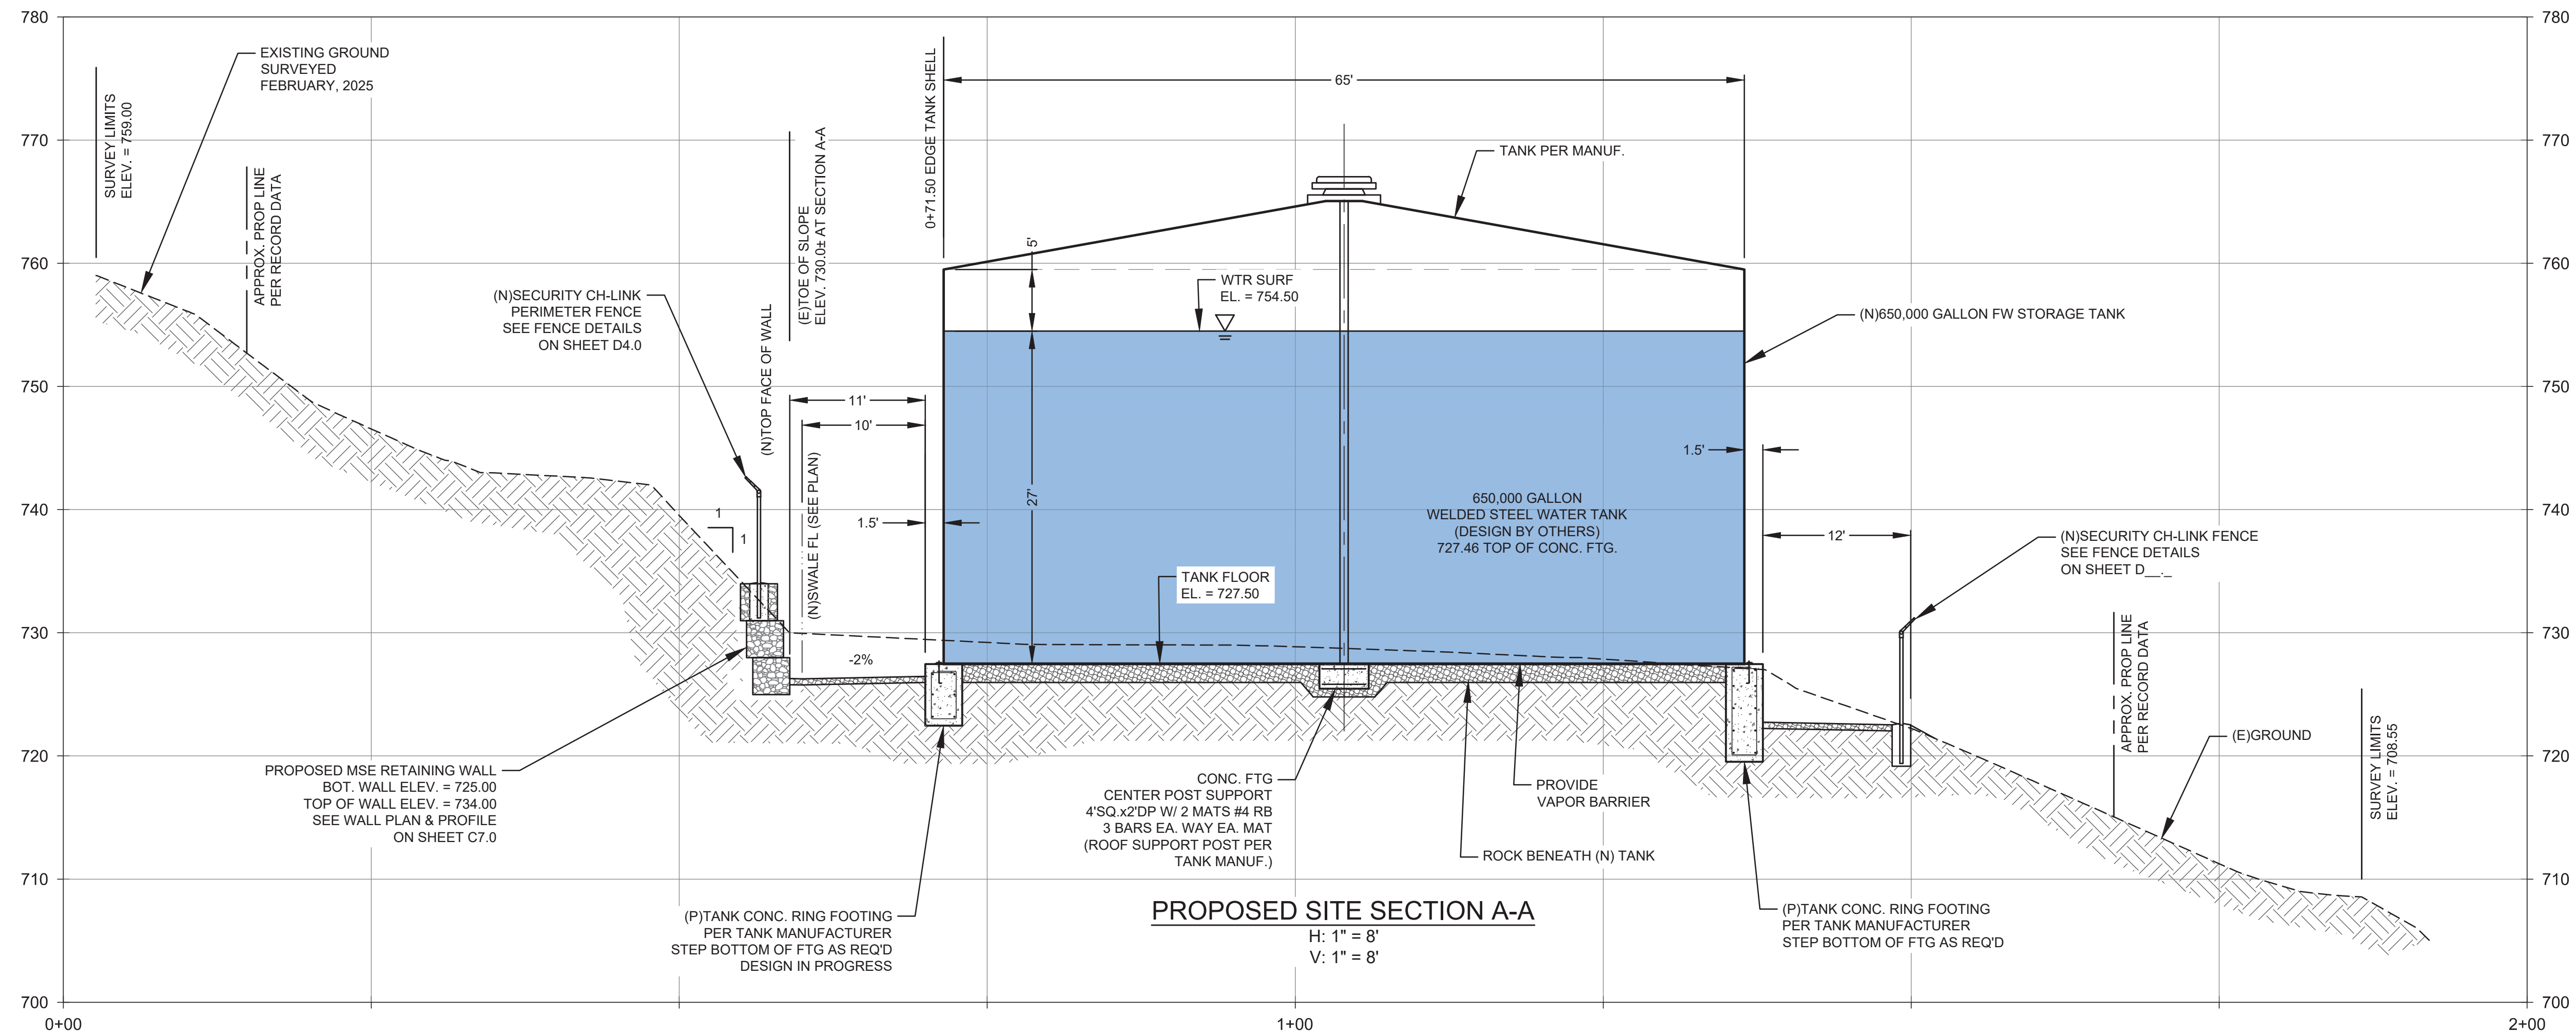 780
780
EXISTING GROUND
SURVEYED
FEBRUARY, 2025
SURVEY LIMITS
ELEV. = 759.00
APPROX. PROP LINE
PER RECORD DATA
(E)TOE OF SLOPE
ELEV. 730.0± AT SECTION A-A
0+71.50 EDGE TANK SHELL
65'
770
770
TANK PER MANUF.
760
760
5'
WTR SURF
EL. = 754.50
(N)SECURITY CH-LINK
PERIMETER FENCE
SEE FENCE DETAILS
ON SHEET D4.0
(N)TOP FACE OF WALL
(N)650,000 GALLON FW STORAGE TANK
750
750
11'
10'
1.5'
(N)SWALE FL (SEE PLAN)
27'
650,000 GALLON
WELDED STEEL WATER TANK
(DESIGN BY OTHERS)
727.46 TOP OF CONC. FTG.
740
740
1
1
1.5'
12'
(N)SECURITY CH-LINK FENCE
SEE FENCE DETAILS
ON SHEET D__._
TANK FLOOR
EL. = 727.50
730
730
-2%
APPROX. PROP LINE
PER RECORD DATA
SURVEY LIMITS
ELEV. = 708.55
(E)GROUND
720
720
PROPOSED MSE RETAINING WALL
BOT. WALL ELEV. = 725.00
TOP OF WALL ELEV. = 734.00
SEE WALL PLAN & PROFILE
ON SHEET C7.0
CONC. FTG
CENTER POST SUPPORT
4'SQ.x2'DP W/ 2 MATS #4 RB
3 BARS EA. WAY EA. MAT
(ROOF SUPPORT POST PER
TANK MANUF.)
PROVIDE
VAPOR BARRIER
ROCK BENEATH (N) TANK
710
710
(P)TANK CONC. RING FOOTING
PER TANK MANUFACTURER
STEP BOTTOM OF FTG AS REQ'D
DESIGN IN PROGRESS
PROPOSED SITE SECTION A-A
H: 1" = 8'
V: 1" = 8'
(P)TANK CONC. RING FOOTING
PER TANK MANUFACTURER
STEP BOTTOM OF FTG AS REQ'D
700
700
0+00
1+00
2+00